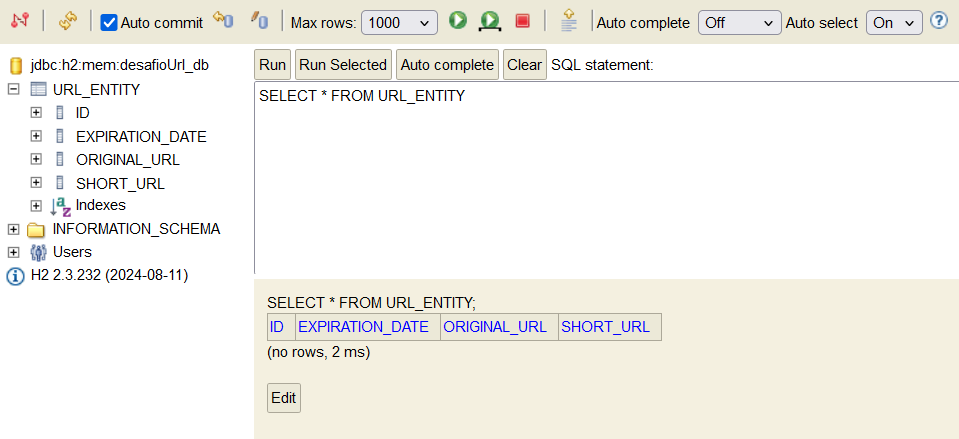 Auto commit Max rows: 1000 Auto complete Off Auto select On ?
jdbc:h2:mem:desafioUrl_db
URL_ENTITY
ID
EXPIRATION_DATE
ORIGINAL_URL
SHORT_URL
Indexes
INFORMATION_SCHEMA
Users
H2 2.3.232 (2024-08-11)
Run Run Selected Auto complete Clear SQL statement:
SELECT * FROM URL_ENTITY
SELECT * FROM URL_ENTITY;
ID EXPIRATION_DATE ORIGINAL_URL SHORT_URL
(no rows, 2 ms)
Edit